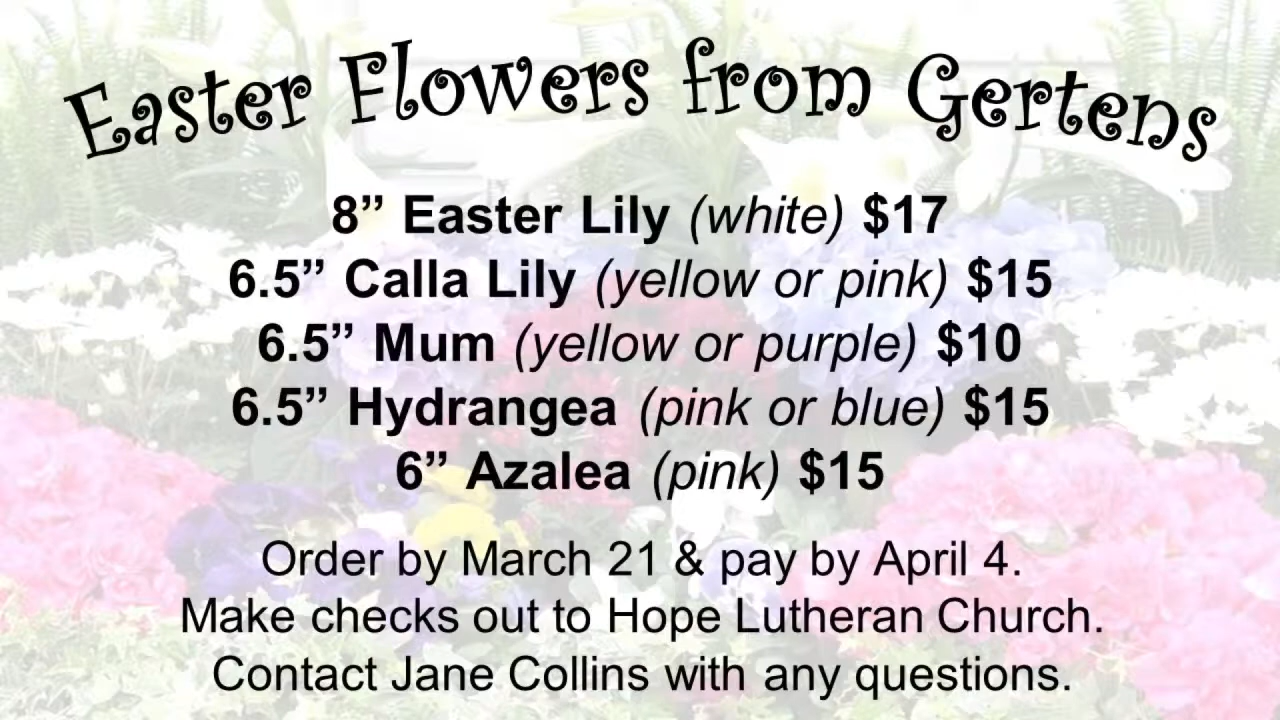 Easter Flowers from Gertens
8” Easter Lily (white) $17
6.5” Calla Lily (yellow or pink) $15
6.5” Mum (yellow or purple) $10
6.5” Hydrangea (pink or blue) $15
6” Azalea (pink) $15
Order by March 21 & pay by April 4.
Make checks out to Hope Lutheran Church.
Contact Jane Collins with any questions.